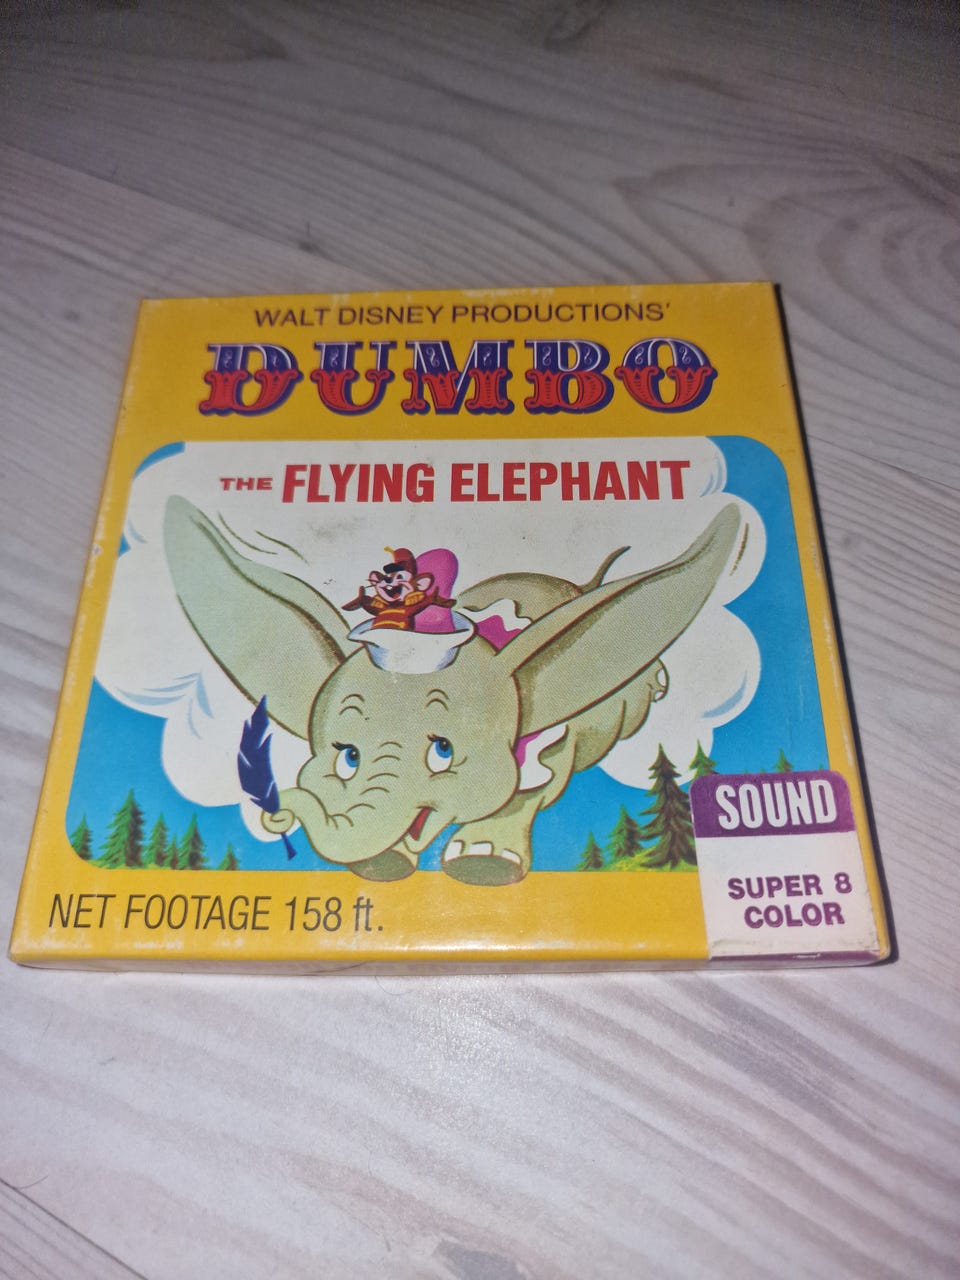 WALT DISNEY PRODUCTIONS'
DUMBO
THE FLYING ELEPHANT
SOUND
SUPER 8
COLOR
NET FOOTAGE 158 ft.